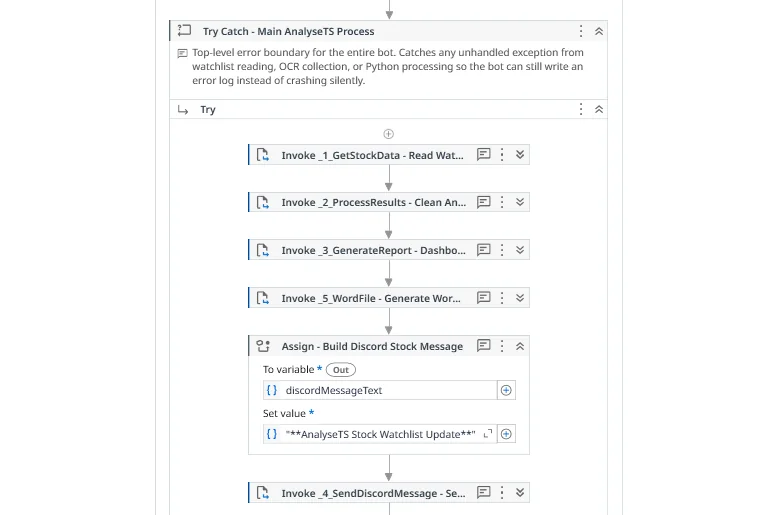 Try Catch - Main AnalyseTS Process
Top-level error boundary for the entire bot. Catches any unhandled exception from
watchlist reading, OCR collection, or Python processing so the bot can still write an
error log instead of crashing silently.
Try
Invoke _1_GetStockData - Read Wat...
Invoke _2_ProcessResults - Clean An...
Invoke _3_GenerateReport - Dashbo...
Invoke _5_WordFile - Generate Wor...
Assign - Build Discord Stock Message
To variable * Out
{ } discordMessageText
Set value *
{ } "**AnalyseTS Stock Watchlist Update**"
Invoke _4_SendDiscordMessage - Se...